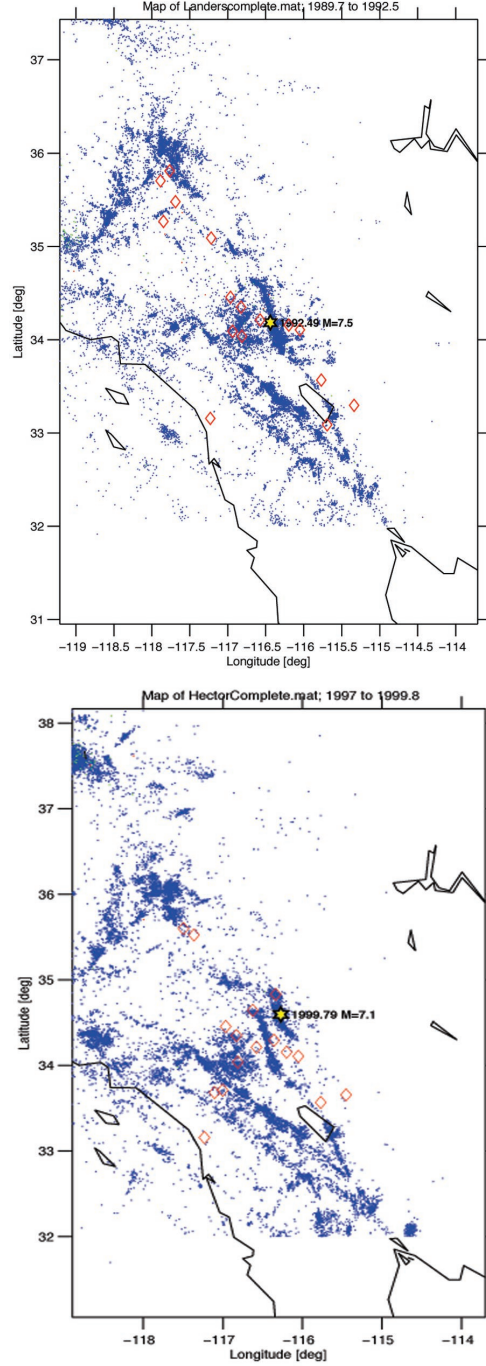 Map of Landerscomplete.mat; 1989.7 to 1992.5
37
36
35
34
33
32
31
Latitude [deg]
1992.49 M=7.5
−119 −118.5 −118 −117.5 −117 −116.5 −116 −115.5 −115 −114.5 −114
Longitude [deg]
Map of HectorComplete.mat; 1997 to 1999.8
38
37
36
35
34
33
32
Latitude [deg]
1999.79 M=7.1
−118 −117 −116 −115 −114
Longitude [deg]